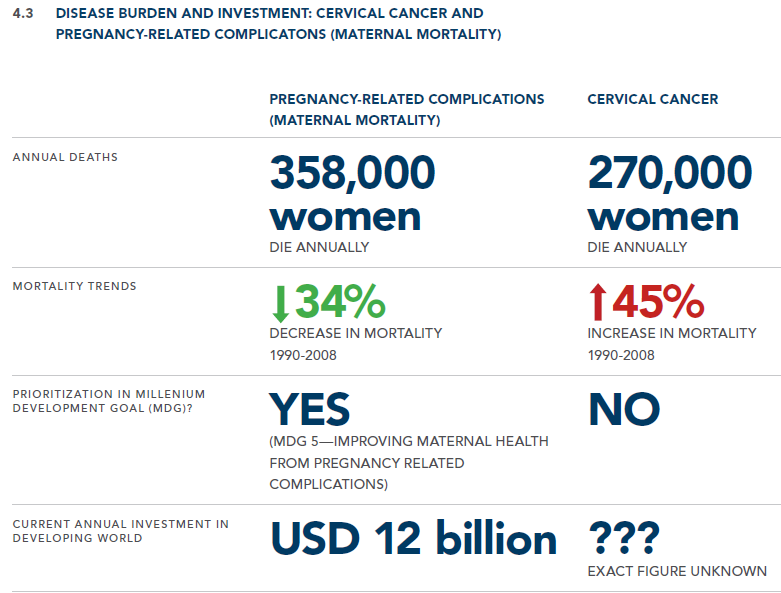 4.3 DISEASE BURDEN AND INVESTMENT: CERVICAL CANCER AND
PREGNANCY-RELATED COMPLICATONS (MATERNAL MORTALITY)
PREGNANCY-RELATED COMPLICATIONS
(MATERNAL MORTALITY)
CERVICAL CANCER
ANNUAL DEATHS
358,000
women
DIE ANNUALLY
270,000
women
DIE ANNUALLY
MORTALITY TRENDS
↓34%
DECREASE IN MORTALITY
1990-2008
↑45%
INCREASE IN MORTALITY
1990-2008
PRIORITIZATION IN MILLENIUM
DEVELOPMENT GOAL (MDG)?
YES
(MDG 5—IMPROVING MATERNAL HEALTH
FROM PREGNANCY RELATED
COMPLICATIONS)
NO
CURRENT ANNUAL INVESTMENT IN
DEVELOPING WORLD
USD 12 billion
???
EXACT FIGURE UNKNOWN